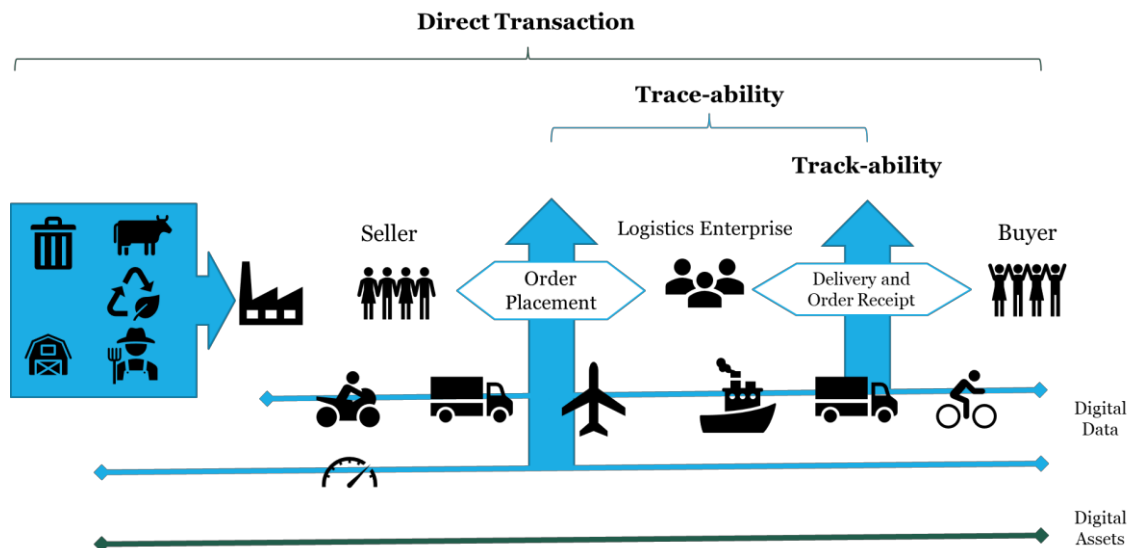 Direct Transaction
Trace-ability
Track-ability
Seller
Logistics Enterprise
Buyer
Order
Placement
Delivery and
Order Receipt
Digital
Data
Digital
Assets